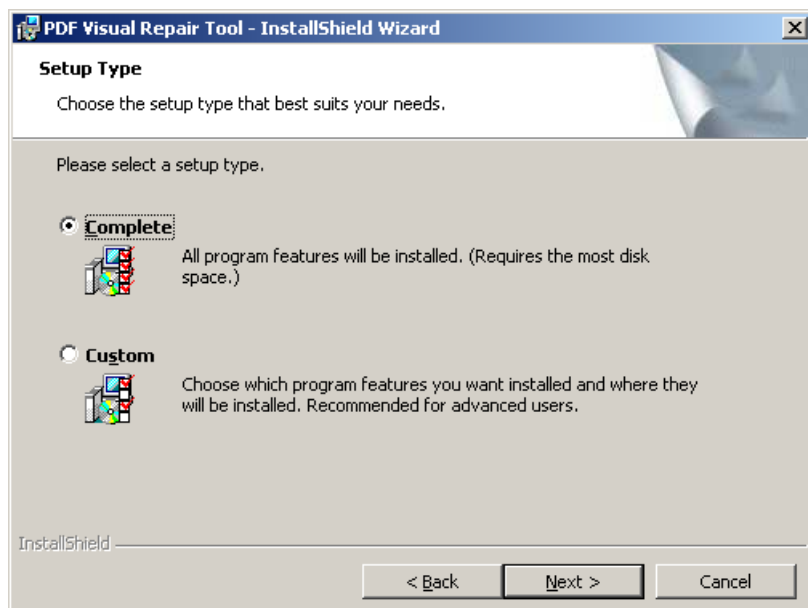 PDF Visual Repair Tool - InstallShield Wizard
Setup Type
Choose the setup type that best suits your needs.
Please select a setup type.
Complete
All program features will be installed. (Requires the most disk
space.)
Custom
Choose which program features you want installed and where they
will be installed. Recommended for advanced users.
InstallShield
< Back
Next >
Cancel